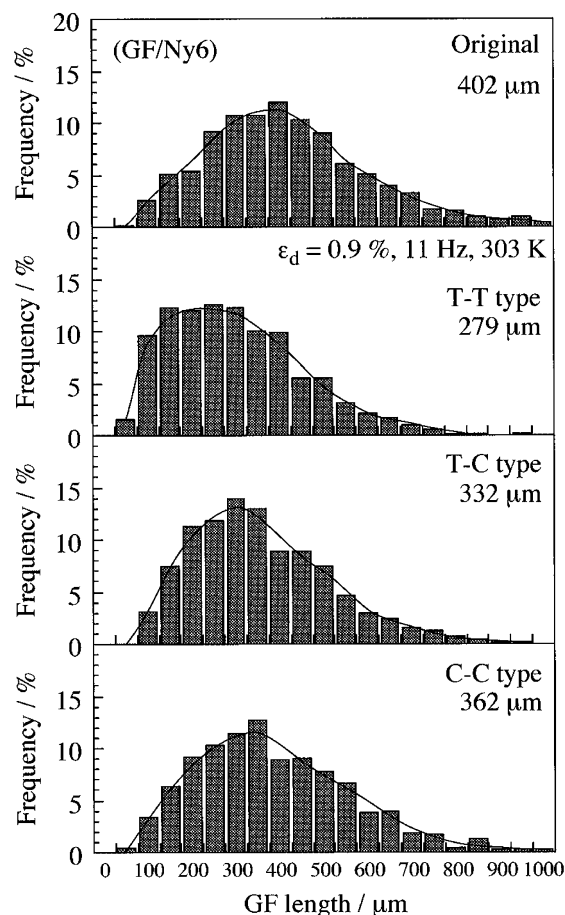 20
15
10
5
0
Frequency / %
(GF/Ny6)
Original
402 µm
15
10
5
0
Frequency / %
ε_d = 0.9 %, 11 Hz, 303 K
T-T type
279 µm
15
10
5
0
Frequency / %
T-C type
332 µm
15
10
5
0
Frequency / %
C-C type
362 µm
0 100 200 300 400 500 600 700 800 900 1000
GF length / µm